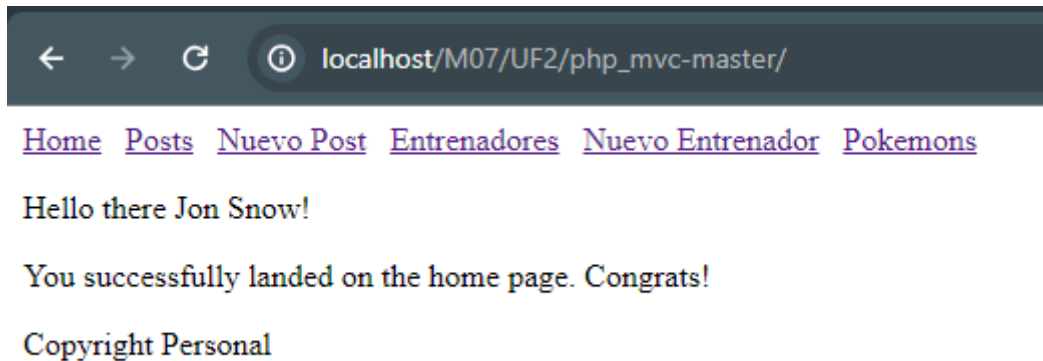 localhost/M07/UF2/php_mvc-master/
Home Posts Nuevo Post Entrenadores Nuevo Entrenador Pokemons
Hello there Jon Snow!
You successfully landed on the home page. Congrats!
Copyright Personal